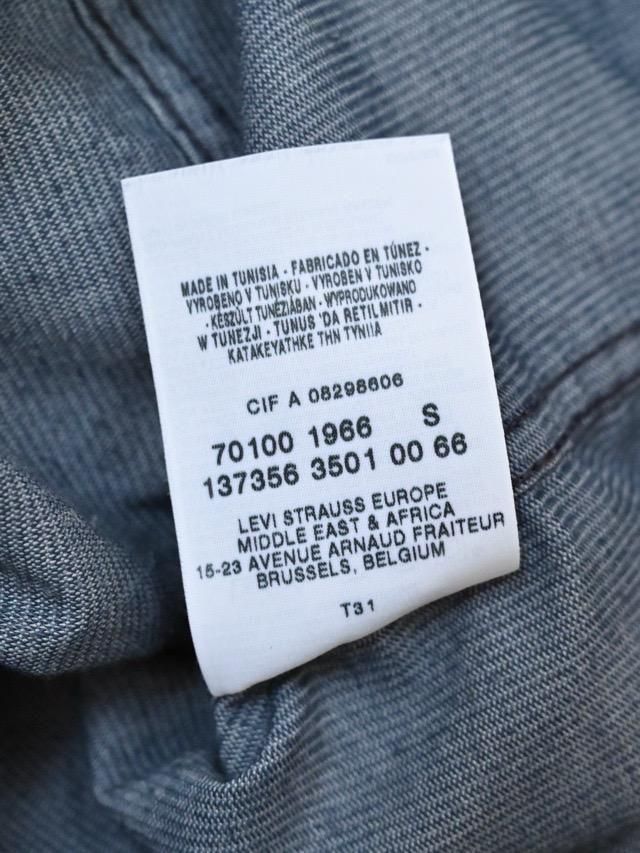 MADE IN TUNISIA - FABRICADO EN TÚNEZ -
VYROBENO V TUNISKU - VYROBEN V TUNISKO
- KÉSZÜLT TUNÉZIÁBAN - WYPRODUKOWANO
W TUNEZJI - TUNUS 'DA RETILMITIR -
KATAKEYATHKE THN TYNIIA
CIF A 08298606
70100 1966 S
137356 3501 00 66
LEVI STRAUSS EUROPE
MIDDLE EAST & AFRICA
15-23 AVENUE ARNAUD FRAITEUR
BRUSSELS, BELGIUM
T31